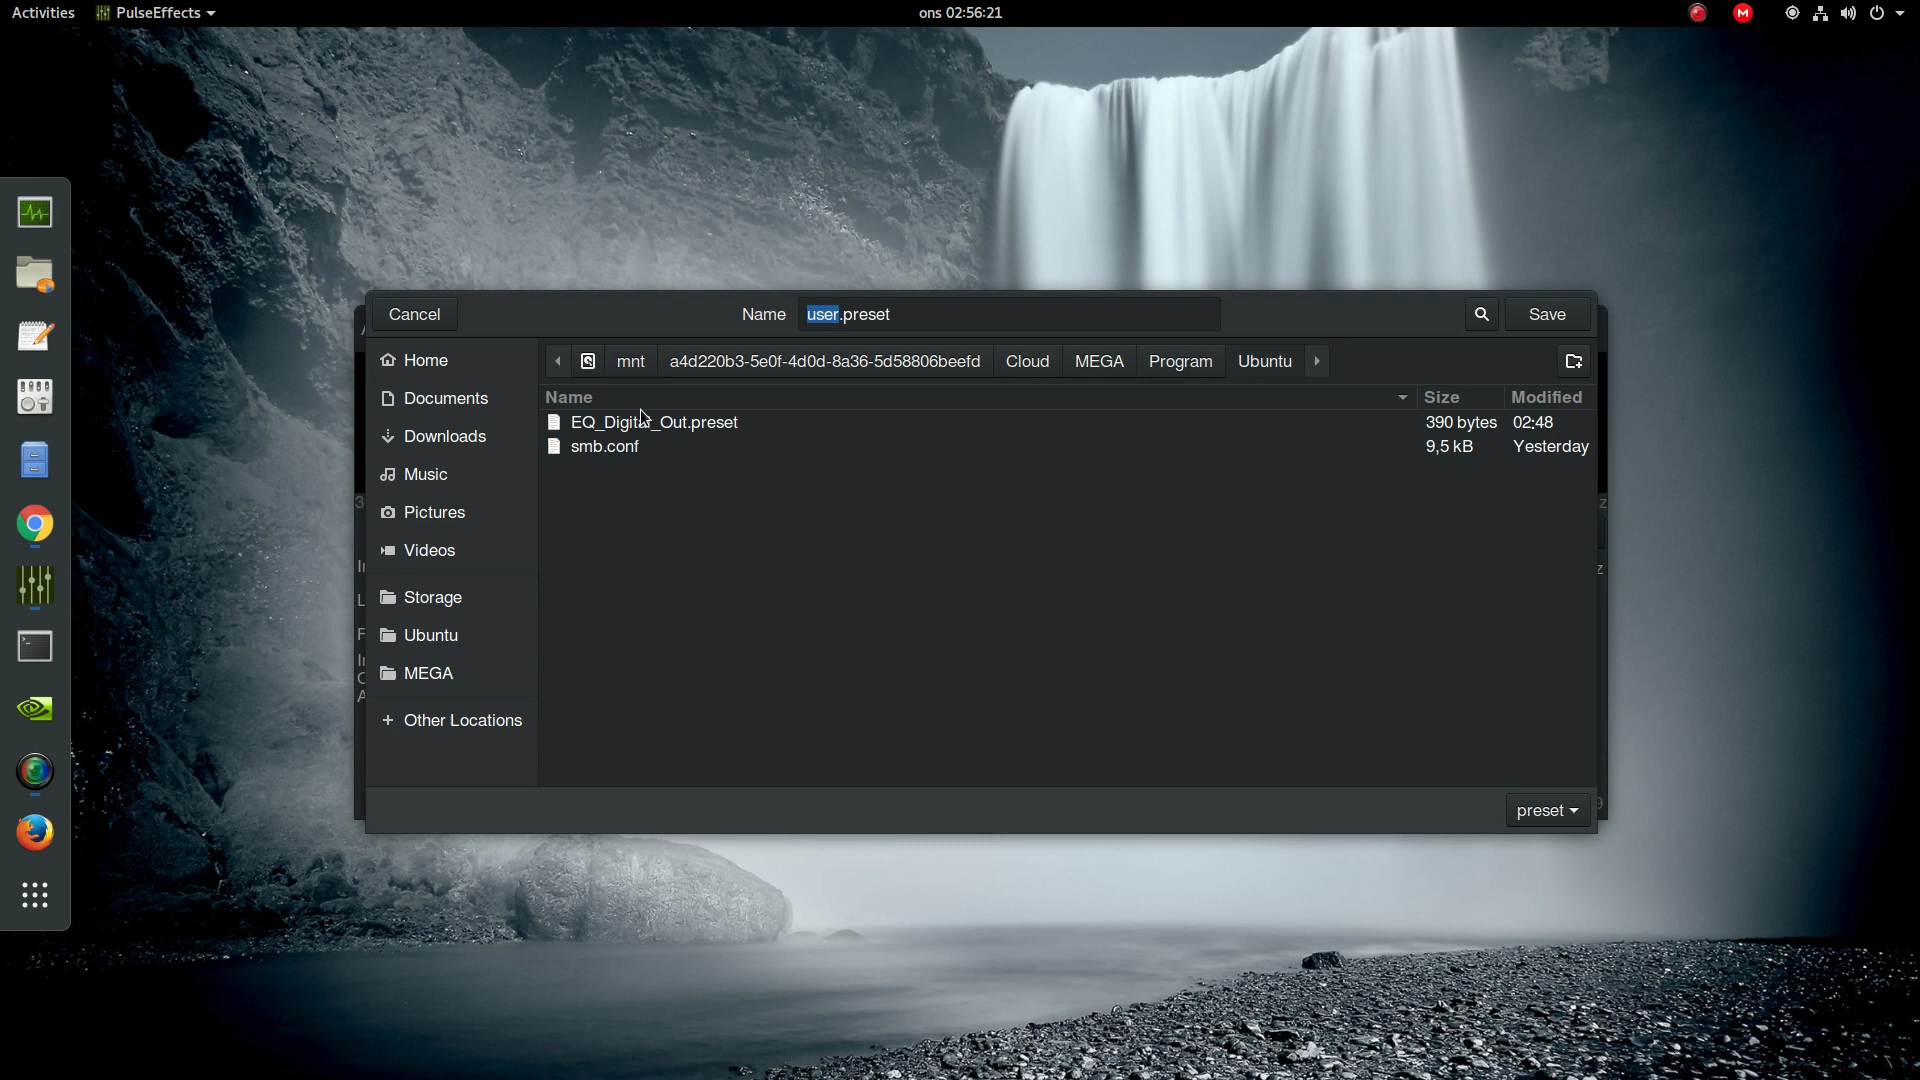 Activities PulseEffects ons 02:56:21 M
Cancel Name user.preset Save
Home mnt a4d220b3-5e0f-4d0d-8a36-5d58806beefd Cloud MEGA Program Ubuntu
Documents Name Size Modified
EQ_Digital_Out.preset 390 bytes 02:48
Downloads smb.conf 9,5 kB Yesterday
Music
Pictures
Videos
Storage
Ubuntu
MEGA
Other Locations
preset